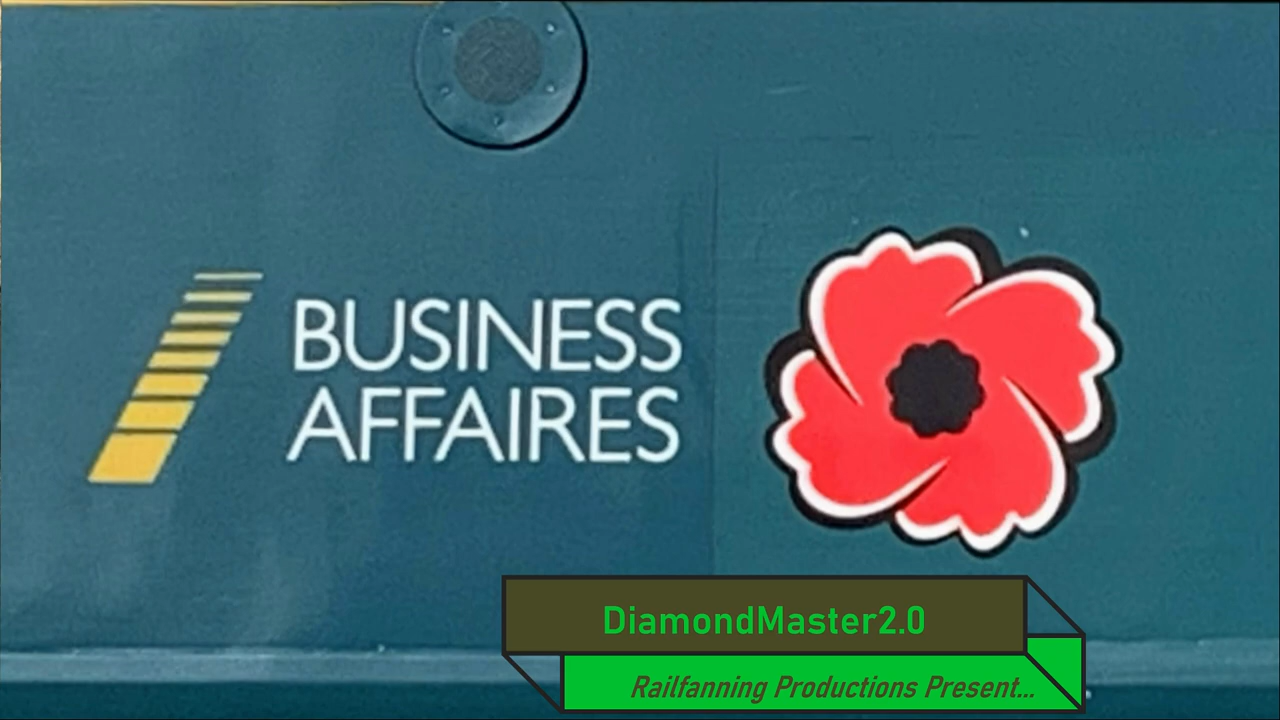 BUSINESS
AFFAIRES
DiamondMaster2.0
Railfanning Productions Present...